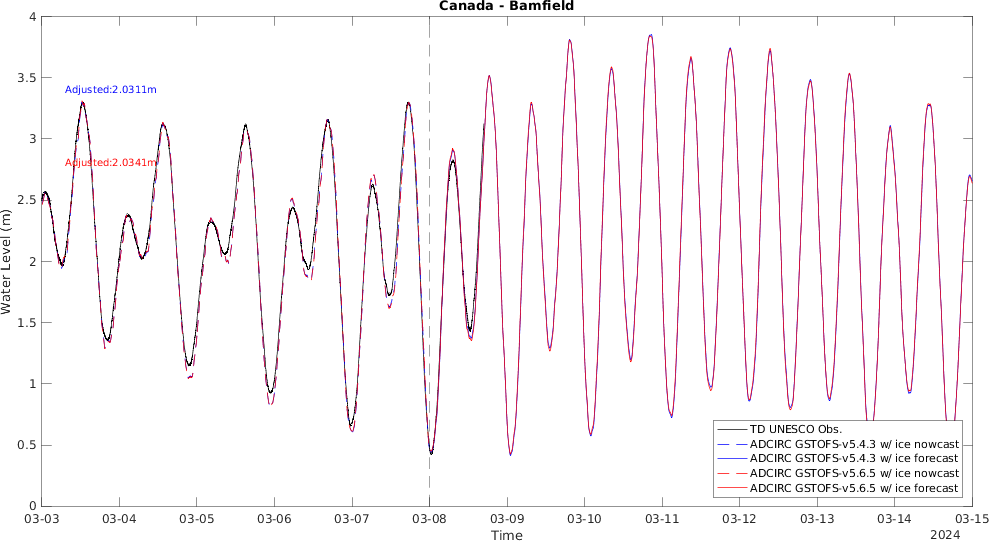 Canada - Bamfield
Water Level (m)
4
3.5
3
2.5
2
1.5
1
0.5
0
Adjusted:2.0311m
Adjusted:2.0341m
TD UNESCO Obs.
ADCIRC GSTOFS-v5.4.3 w/ ice nowcast
ADCIRC GSTOFS-v5.4.3 w/ ice forecast
ADCIRC GSTOFS-v5.6.5 w/ ice nowcast
ADCIRC GSTOFS-v5.6.5 w/ ice forecast
03-03 03-04 03-05 03-06 03-07 03-08 03-09 03-10 03-11 03-12 03-13 03-14 03-15
Time
2024